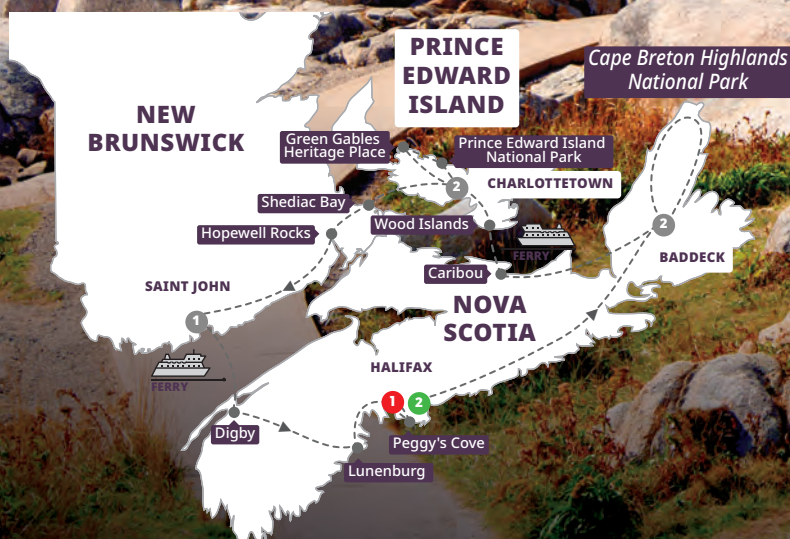 PRINCE
EDWARD
ISLAND
Cape Breton Highlands
National Park
NEW
BRUNSWICK
Green Gables
Heritage Place
Prince Edward Island
National Park
2
CHARLOTTETOWN
Shediac Bay
Wood Islands
Hopewell Rocks
2
FERRY
BADDECK
Caribou
SAINT JOHN
NOVA
SCOTIA
1
HALIFAX
FERRY
1
2
Digby
Peggy's Cove
Lunenburg